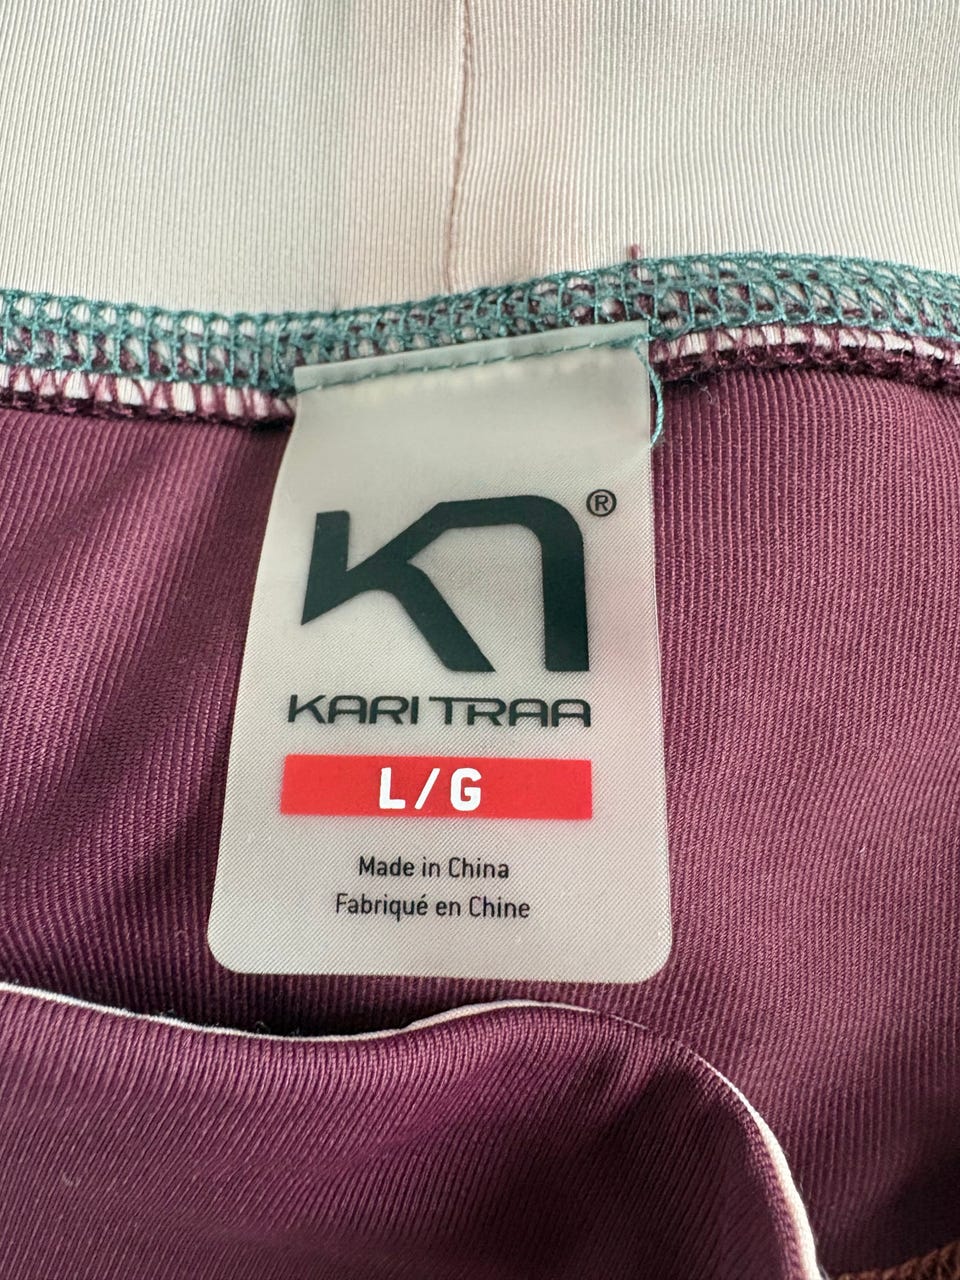 ®
KARI TRAA
L/G
Made in China
Fabriqué en Chine